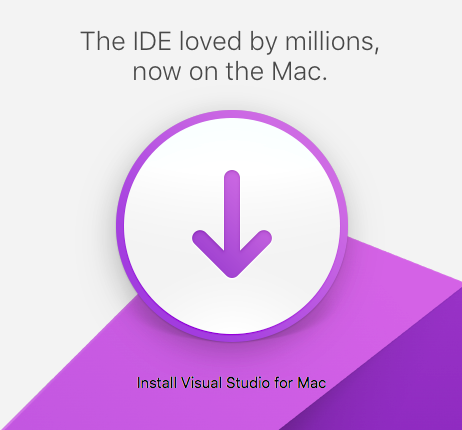 The IDE loved by millions,
now on the Mac.
Install Visual Studio for Mac